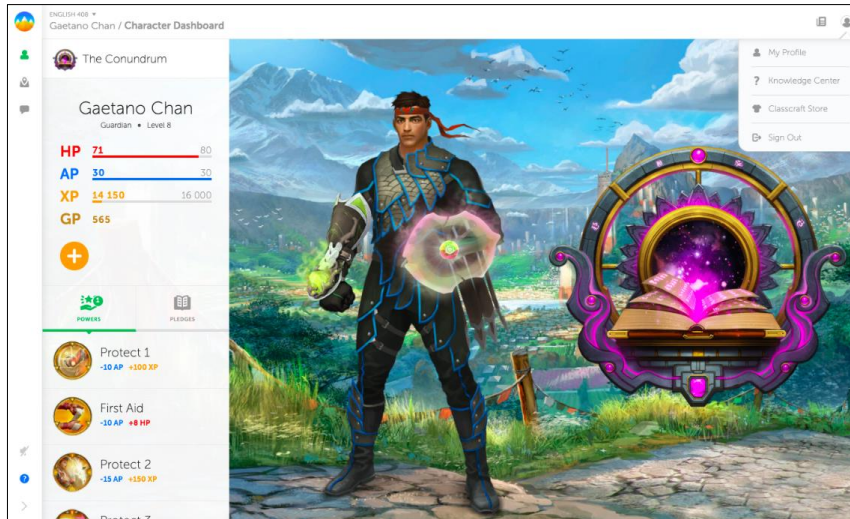 ENGLISH 408
Gaetano Chan / Character Dashboard
The Conundrum
My Profile
? Knowledge Center
Classcraft Store
Sign Out
Gaetano Chan
Guardian • Level 8
HP 71 80
AP 30 30
XP 14 150 16 000
GP 565
+
POWERS PLEDGES
Protect 1
-10 AP +100 XP
First Aid
-10 AP +8 HP
Protect 2
-15 AP +150 XP
Protect 3
?